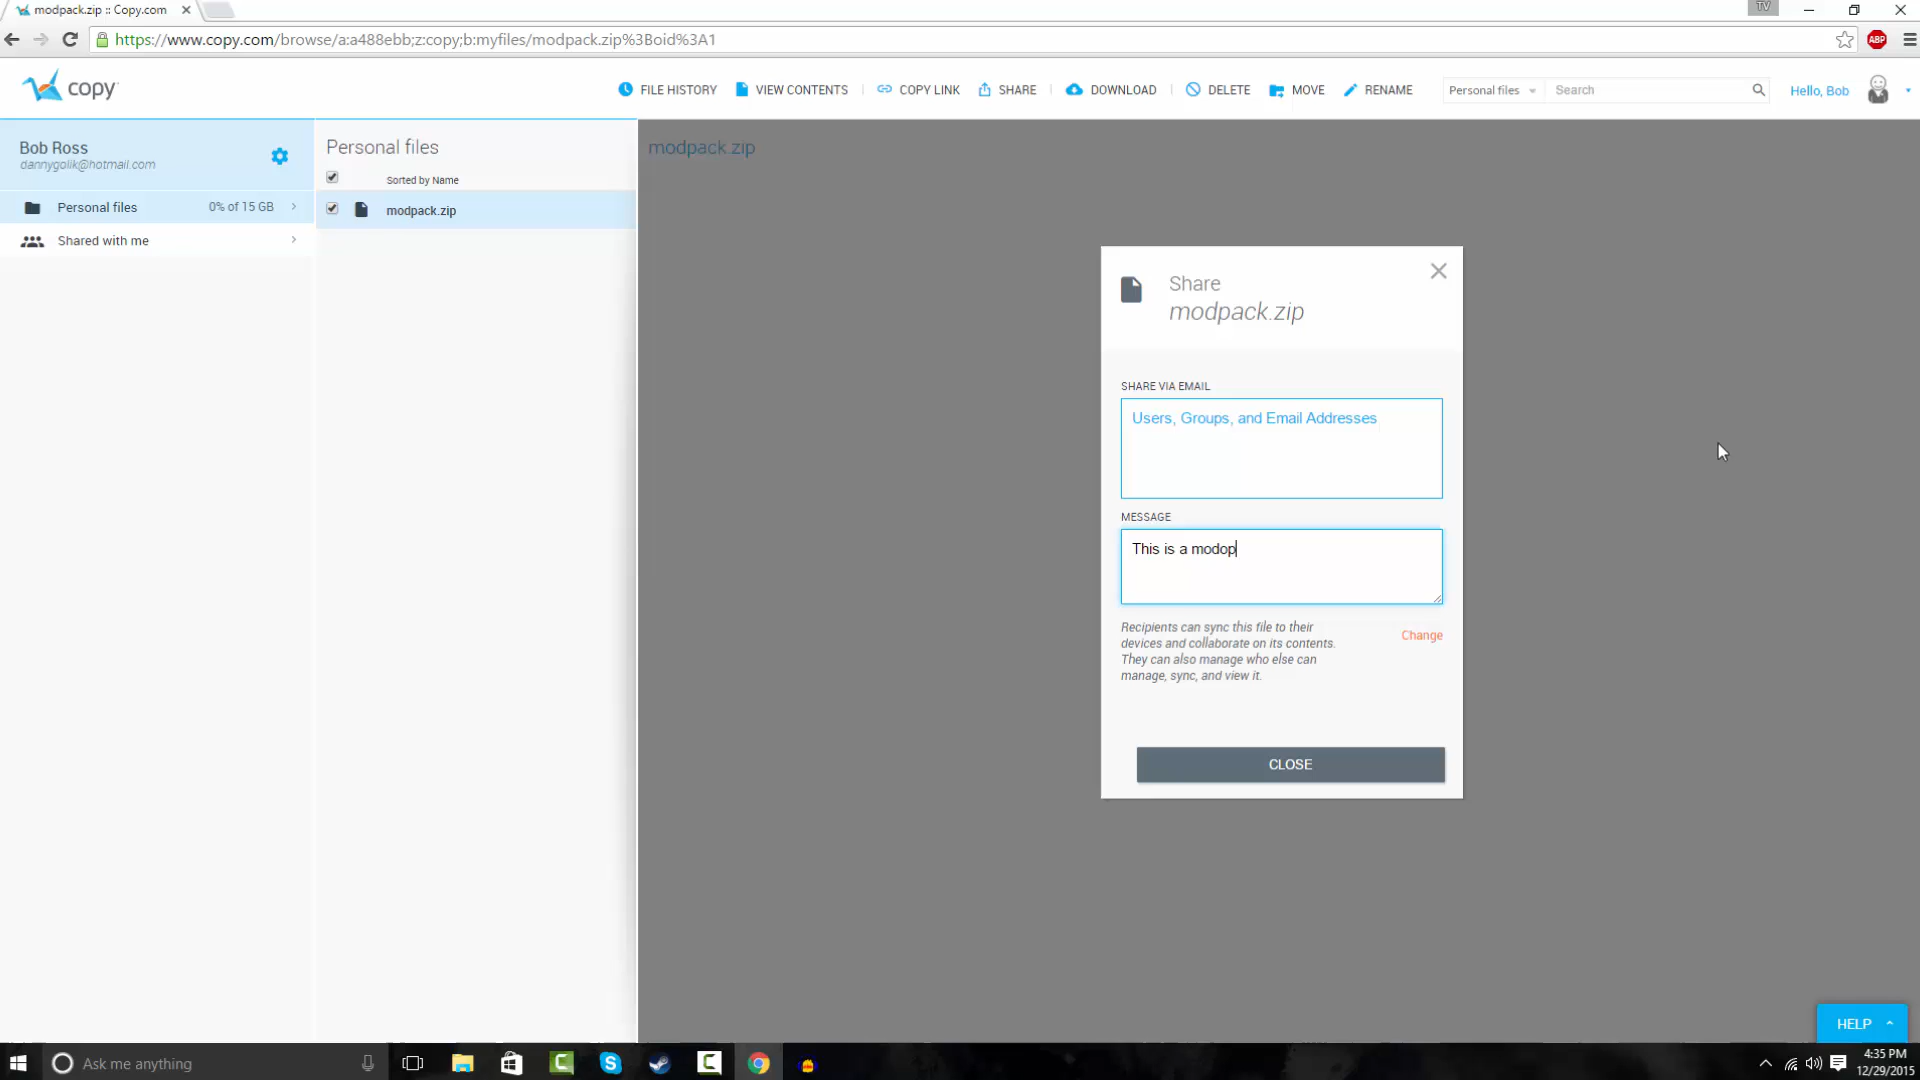 modpack.zip :: Copy.com
TV
https://www.copy.com/browse/a:a488ebb;z:copy;b:myfiles/modpack.zip%3Boid%3A1
ABP
copy
FILE HISTORY
VIEW CONTENTS
COPY LINK
SHARE
DOWNLOAD
DELETE
MOVE
RENAME
Personal files
Search
Hello, Bob
Bob Ross
dannygolik@hotmail.com
Personal files 0% of 15 GB
Shared with me
Personal files
Sorted by Name
modpack.zip
modpack.zip
Share
modpack.zip
SHARE VIA EMAIL
Users, Groups, and Email Addresses
MESSAGE
This is a modop
Recipients can sync this file to their
devices and collaborate on its contents.
They can also manage who else can
manage, sync, and view it.
Change
CLOSE
HELP
Ask me anything
4:35 PM
12/29/2015